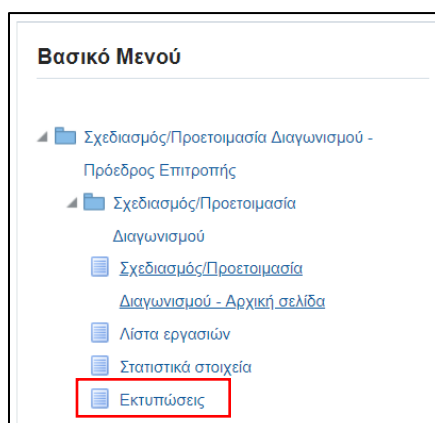 Βασικό Μενού
Σχεδιασμός/Προετοιμασία Διαγωνισμού -
Πρόεδρος Επιτροπής
Σχεδιασμός/Προετοιμασία
Διαγωνισμού
Σχεδιασμός/Προετοιμασία
Διαγωνισμού - Αρχική σελίδα
Λίστα εργασιών
Στατιστικά στοιχεία
Εκτυπώσεις